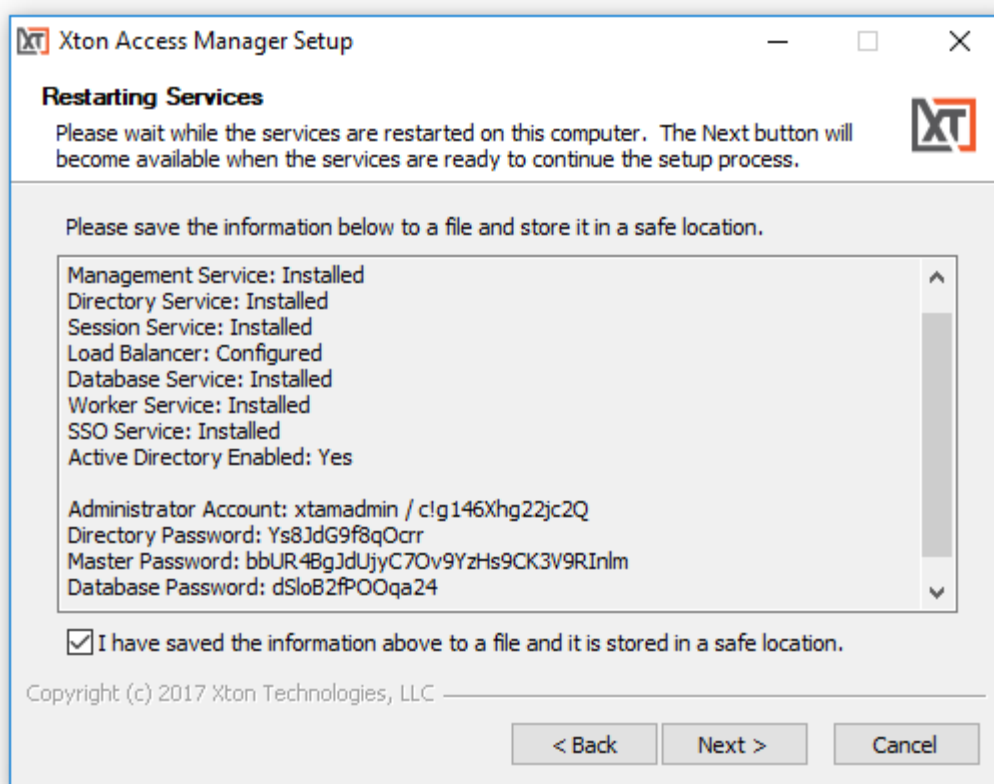 XT Xton Access Manager Setup
Restarting Services
Please wait while the services are restarted on this computer.  The Next button will
become available when the services are ready to continue the setup process.
XT
Please save the information below to a file and store it in a safe location.
Management Service: Installed
Directory Service: Installed
Session Service: Installed
Load Balancer: Configured
Database Service: Installed
Worker Service: Installed
SSO Service: Installed
Active Directory Enabled: Yes
Administrator Account: xtamadmin / c!g146Xhg22jc2Q
Directory Password: Ys8JdG9f8qOcrr
Master Password: bbUR4BgJdUjyC7Ov9YzHs9CK3V9RInlm
Database Password: dSloB2fPOOqa24
I have saved the information above to a file and it is stored in a safe location.
Copyright (c) 2017 Xton Technologies, LLC
< Back Next > Cancel